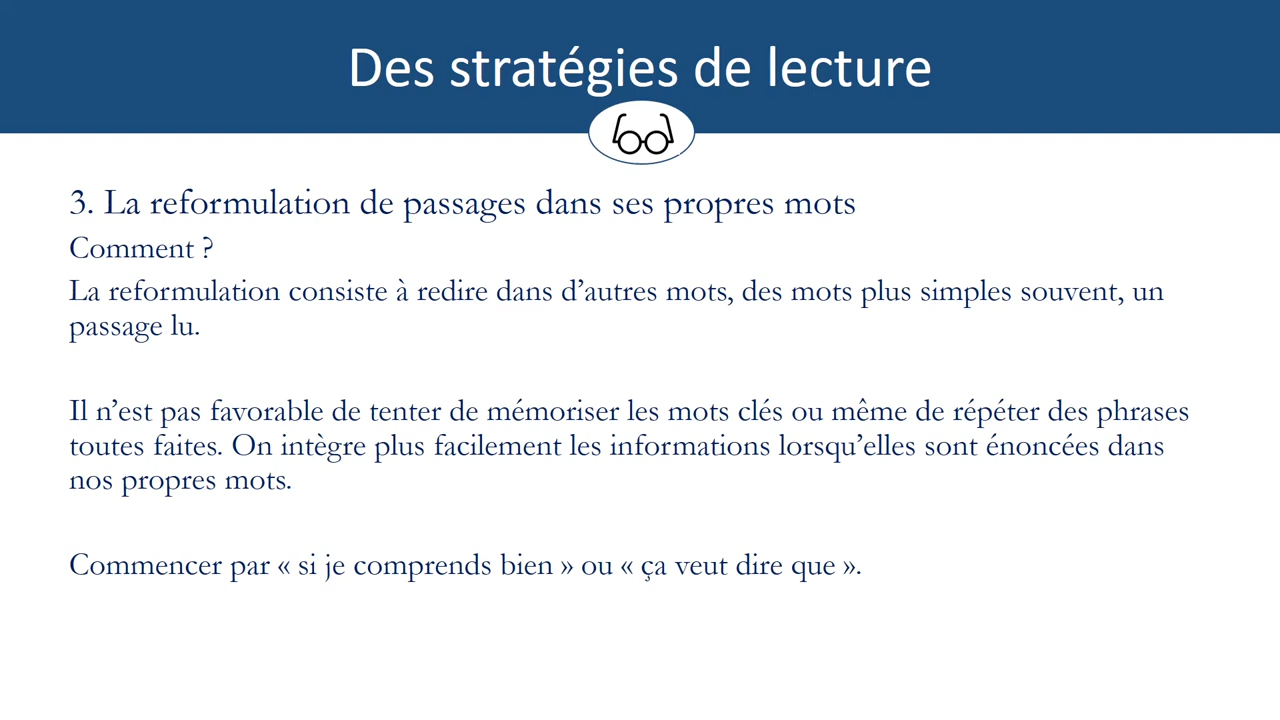 Des stratégies de lecture
3. La reformulation de passages dans ses propres mots
Comment ?
La reformulation consiste à redire dans d’autres mots, des mots plus simples souvent, un
passage lu.
Il n’est pas favorable de tenter de mémoriser les mots clés ou même de répéter des phrases
toutes faites. On intègre plus facilement les informations lorsqu’elles sont énoncées dans
nos propres mots.
Commencer par « si je comprends bien » ou « ça veut dire que ».